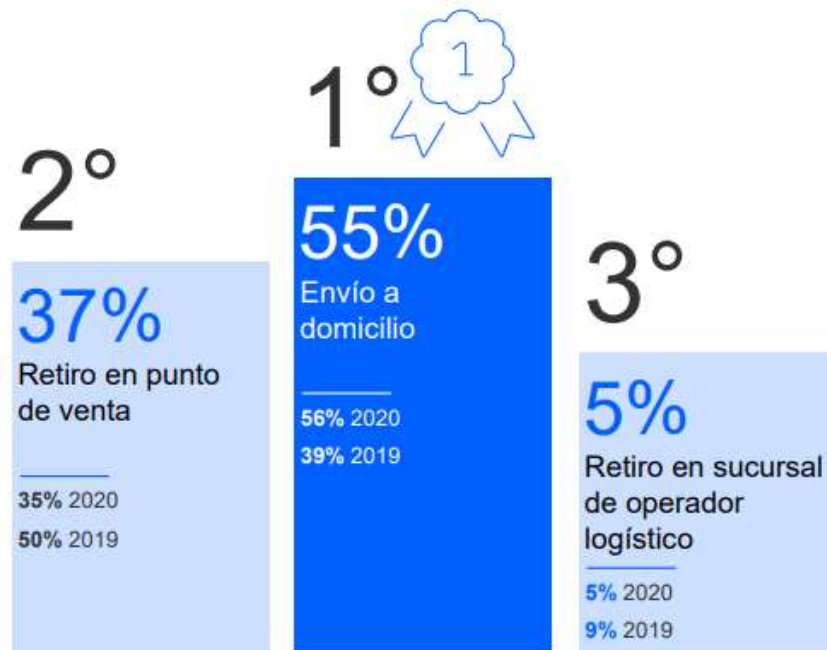 2°
37%
Retiro en punto
de venta
35% 2020
50% 2019
1°
1
55%
Envío a
domicilio
56% 2020
39% 2019
3°
5%
Retiro en sucursal
de operador
logístico
5% 2020
9% 2019